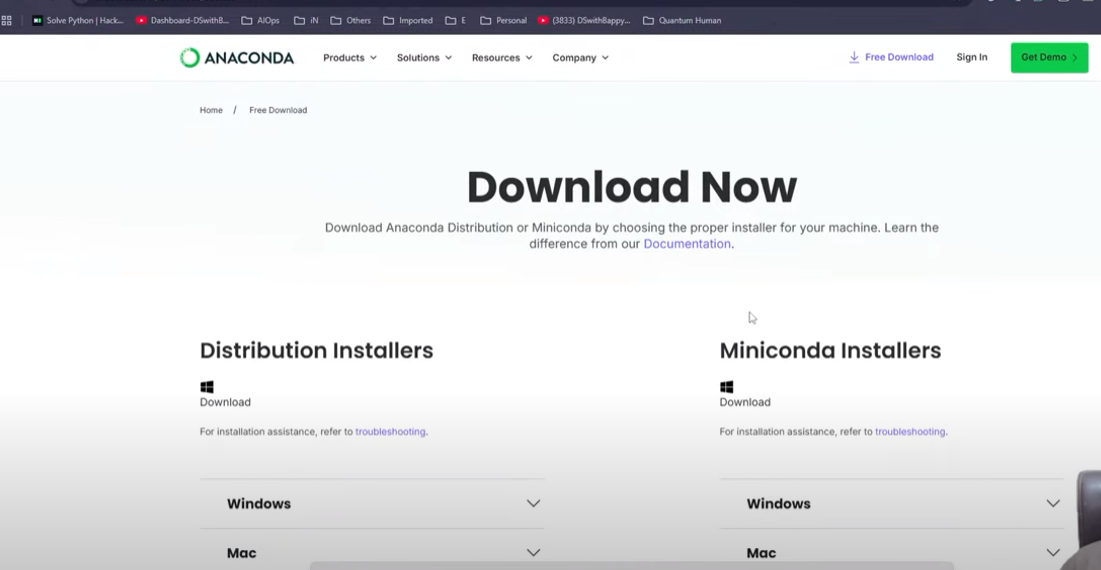 Solve Python | Hack... Dashboard-DSwithB... AIOps iN Others Imported E Personal (3833) DSwithBappy... Quantum Human
ANACONDA Products Solutions Resources Company Free Download Sign In Get Demo
Home / Free Download
Download Now
Download Anaconda Distribution or Miniconda by choosing the proper installer for your machine. Learn the
difference from our Documentation.
Distribution Installers
Download
For installation assistance, refer to troubleshooting.
Windows
Mac
Miniconda Installers
Download
For installation assistance, refer to troubleshooting.
Windows
Mac